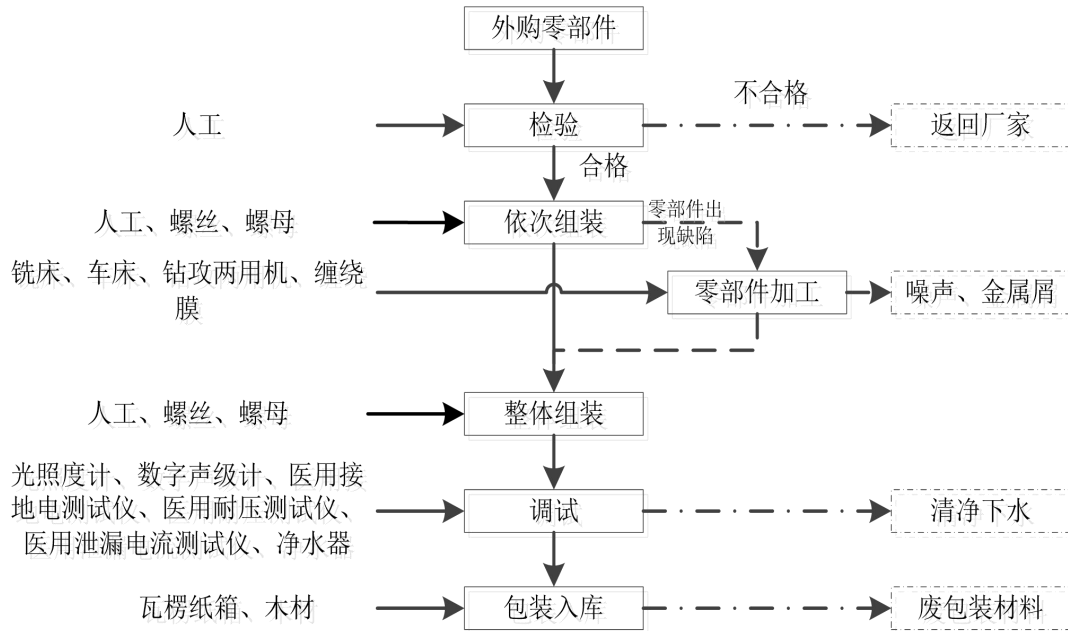 外购零部件
不合格
人工
检验
返回厂家
合格
人工、螺丝、螺母
依次组装
零部件出
现缺陷
铣床、车床、钻攻两用机、缠绕
膜
零部件加工
噪声、金属屑
人工、螺丝、螺母
整体组装
光照度计、数字声级计、医用接
地电测试仪、医用耐压测试仪、
医用泄漏电流测试仪、净水器
调试
清净下水
瓦楞纸箱、木材
包装入库
废包装材料